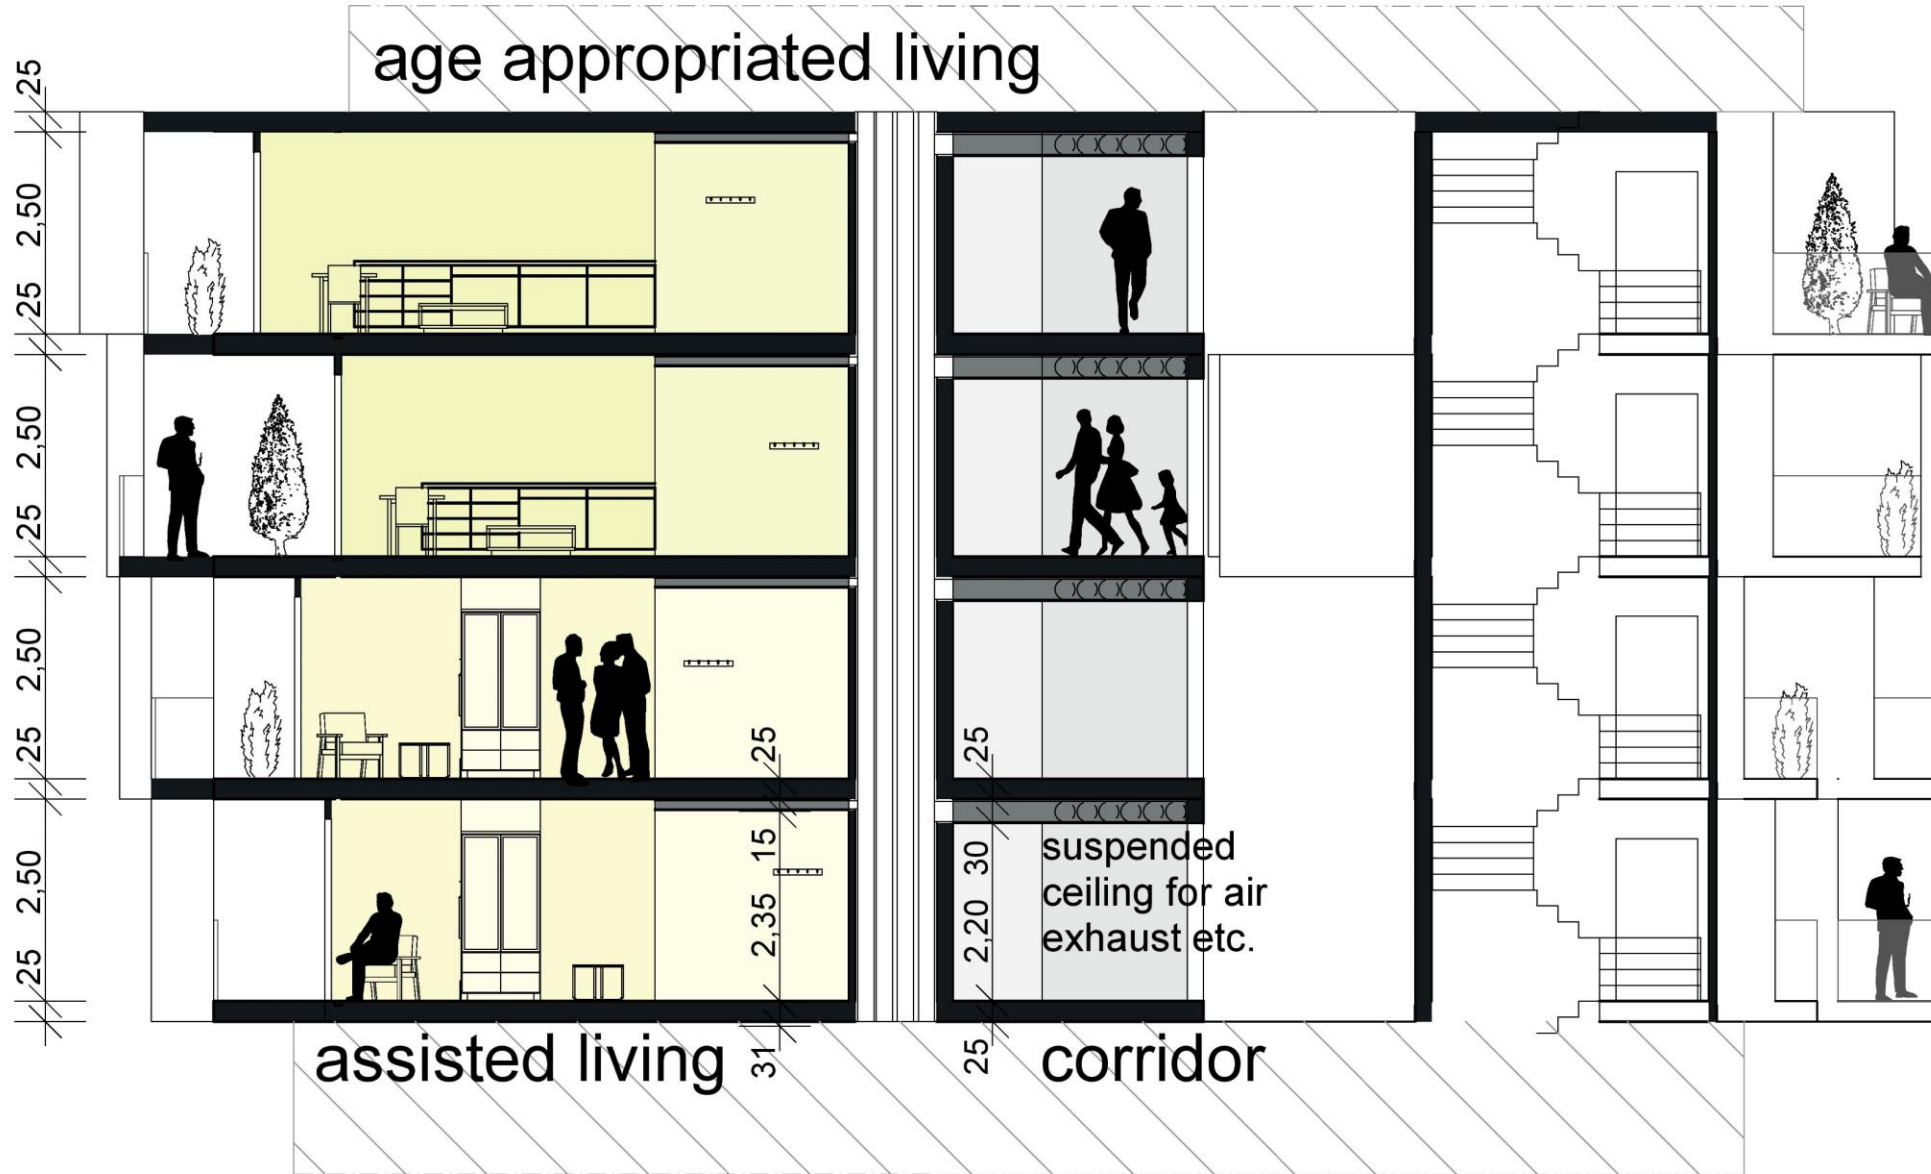 age appropriated living
25
2,50
25
2,50
25
2,50
25
2,50
25
25
15
2,35
31
25
30
2,20
25
suspended
ceiling for air
exhaust etc.
assisted living
corridor